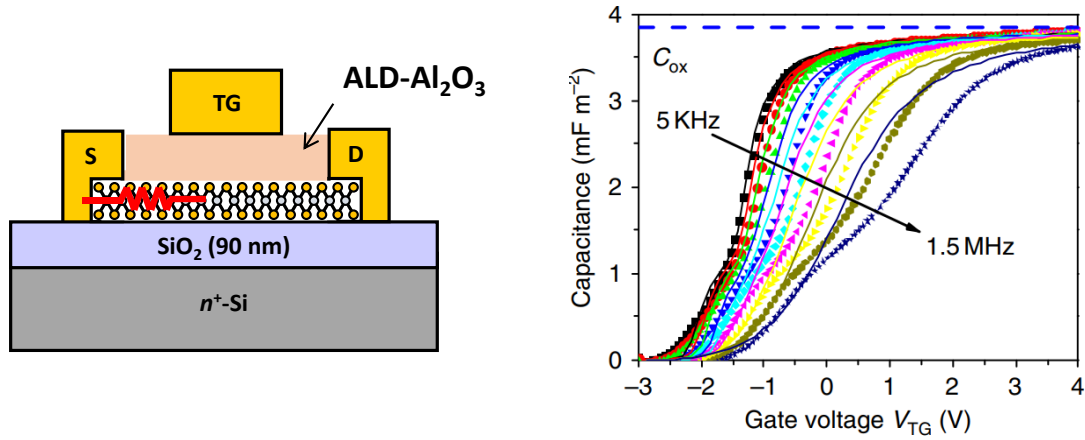 ALD-Al₂O₃
TG
S
D
SiO₂ (90 nm)
n⁺-Si
Capacitance (mF m⁻²)
4
3
2
1
0
Cox
5 KHz
1.5 MHz
−3
−2
−1
0
1
2
3
4
Gate voltage VTG (V)